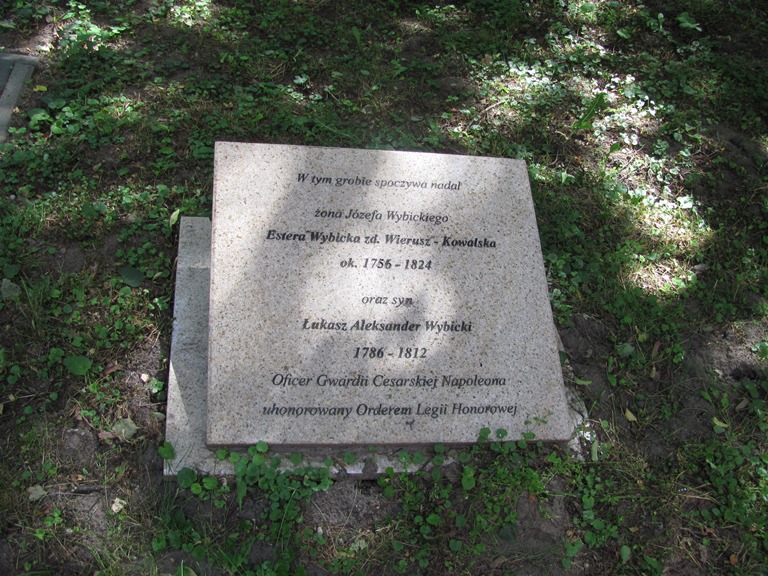 W tym grobie spoczywa nadal
żona Józefa Wybickiego
Estera Wybicka zd. Wierusz - Kowalska
ok. 1756 - 1824
oraz syn
Łukasz Aleksander Wybicki
1786 - 1812
Oficer Gwardii Cesarskiej Napoleona
uhonorowany Orderem Legii Honorowej